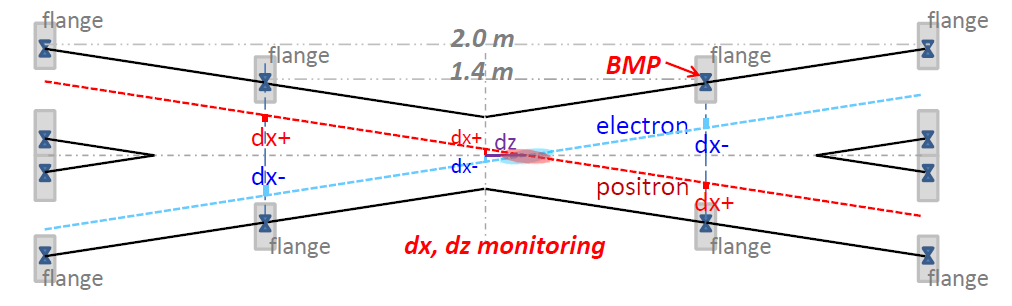 flange
flange
2.0 m
flange
flange
1.4 m
BMP
dx+
dx+
dz
electron
dx-
dx-
dx-
positron
dx+
flange
dx, dz monitoring
flange
flange
flange